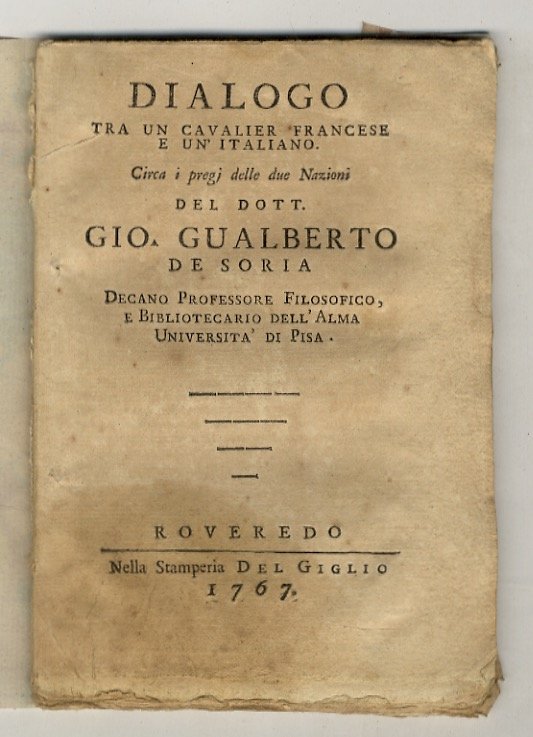 DIALOGO
TRA UN CAVALIER FRANCESE
E UN' ITALIANO.
Circa i pregj delle due Nazioni
DEL DOTT.
GIO. GUALBERTO
DE SORIA
DECANO PROFESSORE FILOSOFICO,
E BIBLIOTECARIO DELL'ALMA
UNIVERSITA' DI PISA.
ROVEREDO
Nella Stamperia DEL GIGLIO
1767.